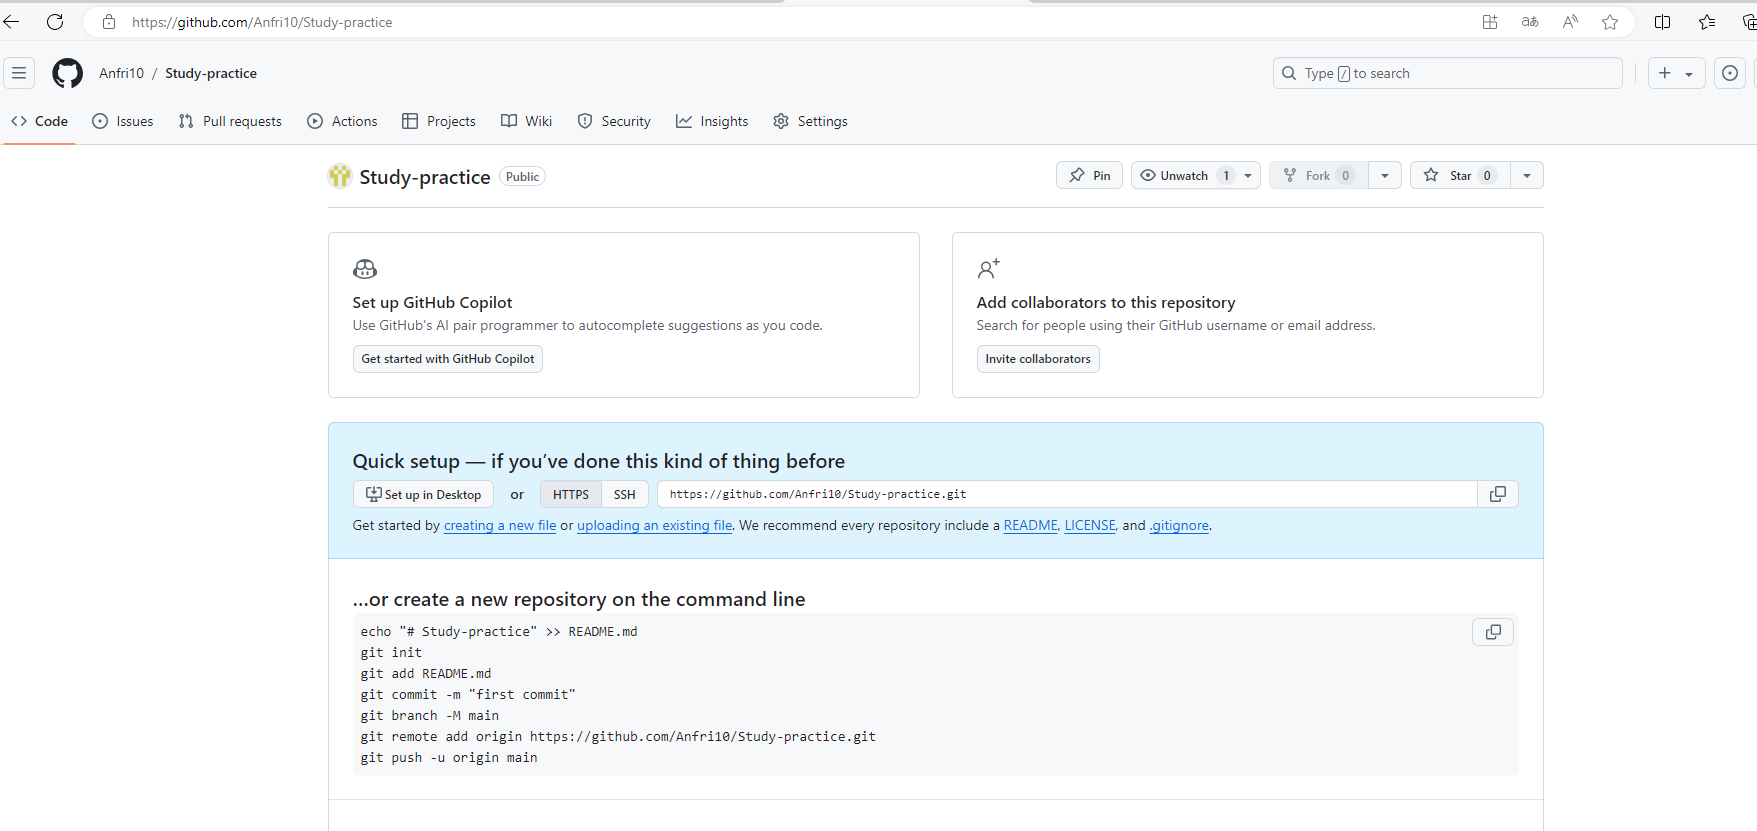 https://github.com/Anfri10/Study-practice
aあ
Anfri10 / Study-practice
Type / to search
Code Issues Pull requests Actions Projects Wiki Security Insights Settings
Study-practice Public
Pin Unwatch 1 Fork 0 Star 0
Set up GitHub Copilot
Use GitHub's AI pair programmer to autocomplete suggestions as you code.
Get started with GitHub Copilot
Add collaborators to this repository
Search for people using their GitHub username or email address.
Invite collaborators
Quick setup — if you’ve done this kind of thing before
Set up in Desktop or HTTPS SSH https://github.com/Anfri10/Study-practice.git
Get started by creating a new file or uploading an existing file. We recommend every repository include a README, LICENSE, and .gitignore.
…or create a new repository on the command line
echo "# Study-practice" >> README.md
git init
git add README.md
git commit -m "first commit"
git branch -M main
git remote add origin https://github.com/Anfri10/Study-practice.git
git push -u origin main